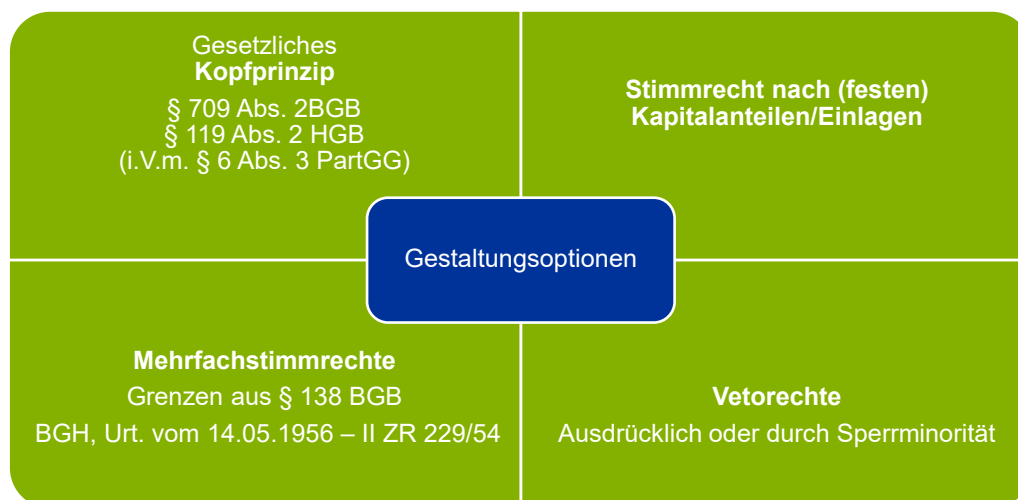 Gesetzliches
Kopfprinzip
§ 709 Abs. 2BGB
§ 119 Abs. 2 HGB
(i.V.m. § 6 Abs. 3 PartGG)
Stimmrecht nach (festen)
Kapitalanteilen/Einlagen
Gestaltungsoptionen
Mehrfachstimmrechte
Grenzen aus § 138 BGB
BGH, Urt. vom 14.05.1956 – II ZR 229/54
Vetorechte
Ausdrücklich oder durch Sperrminorität